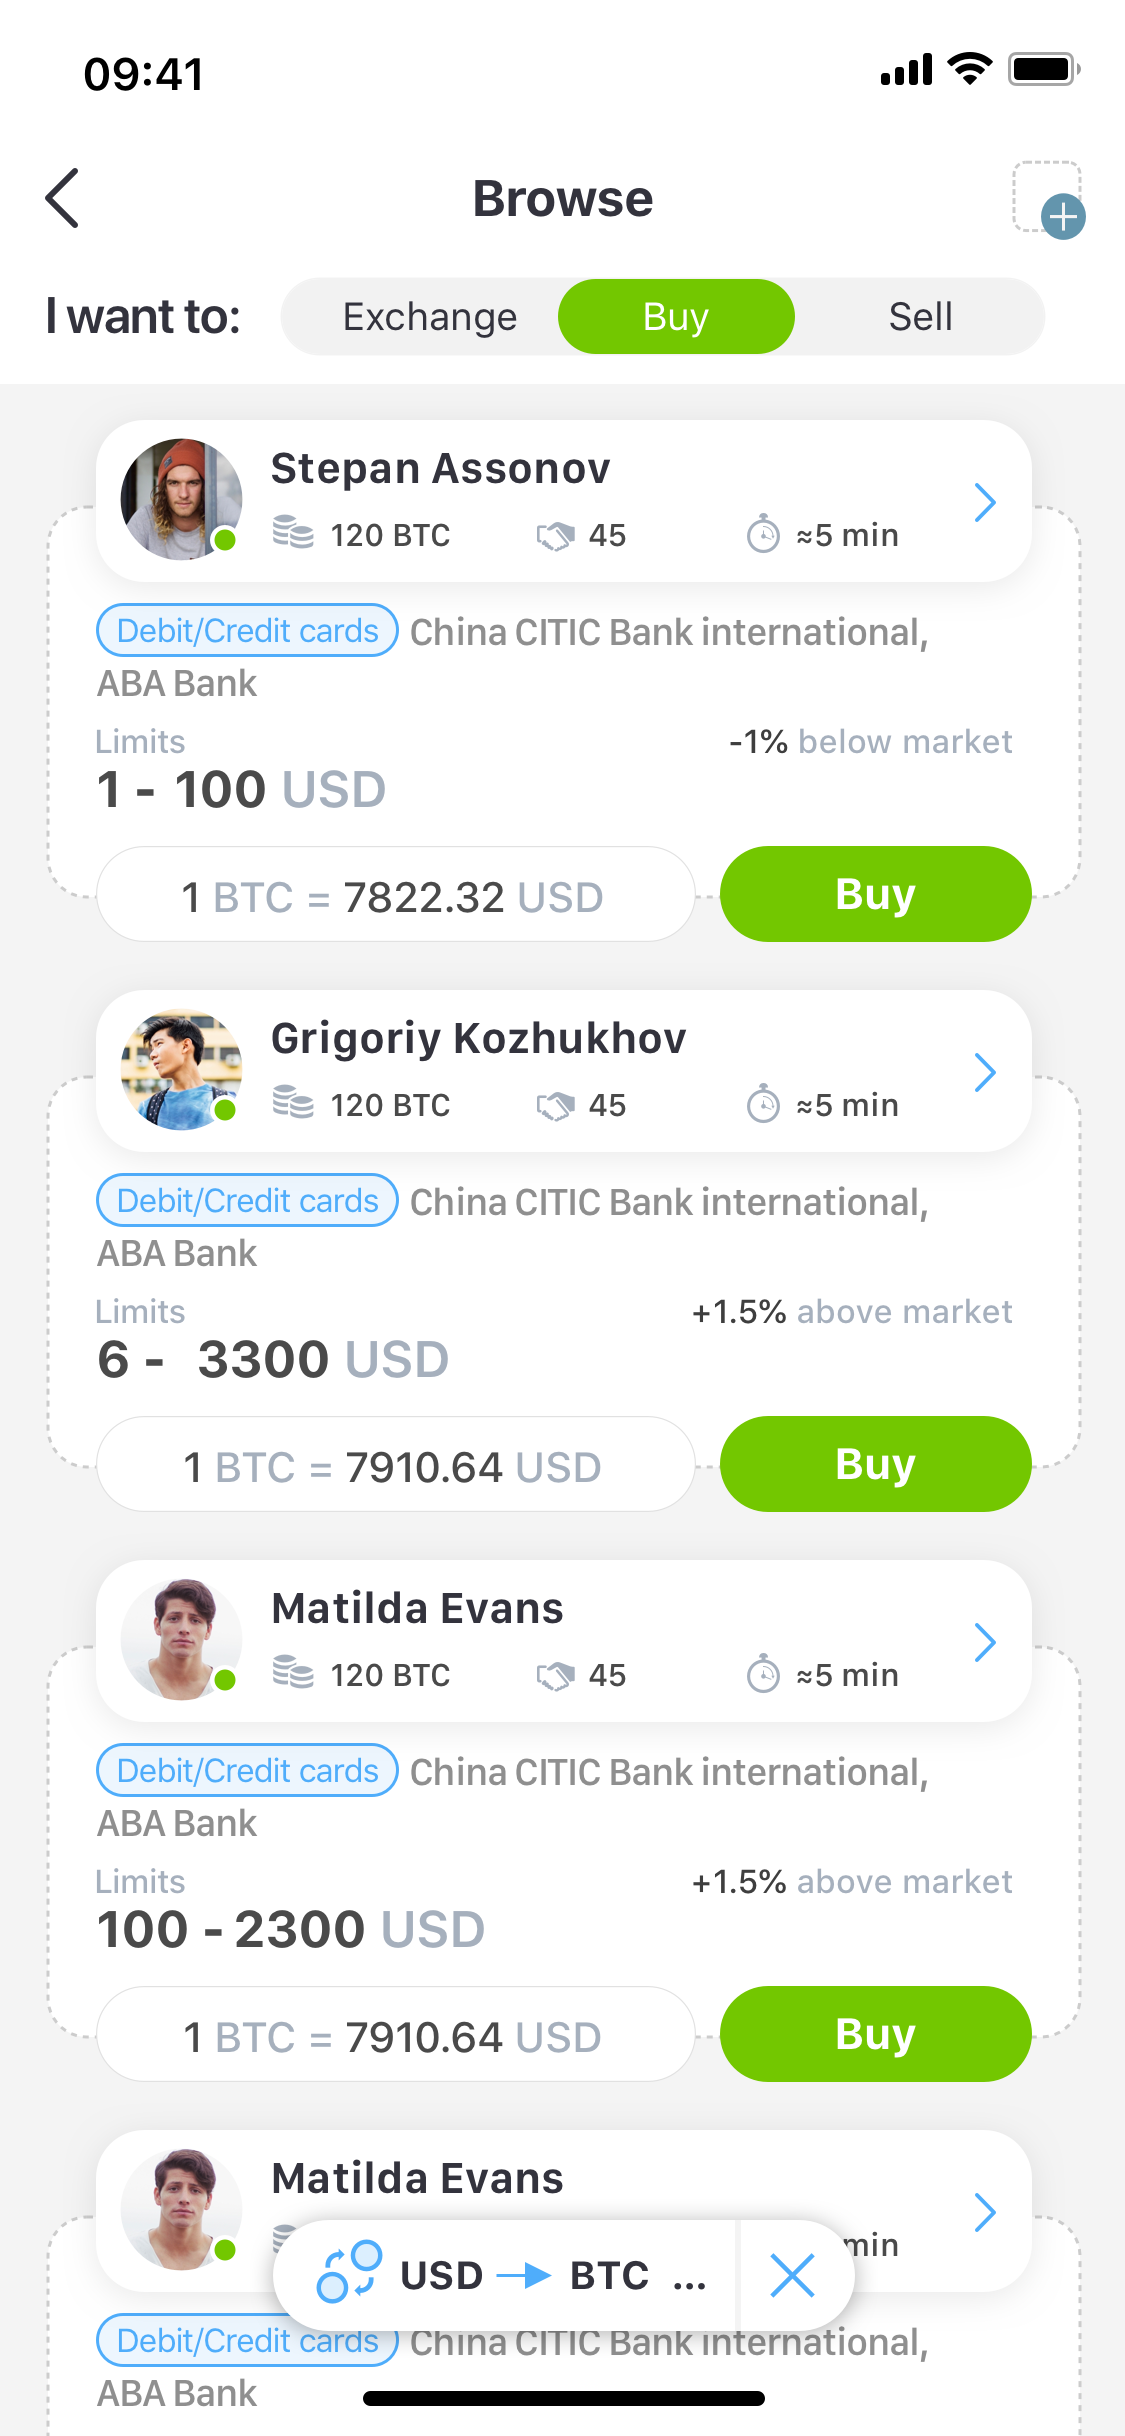 09:41
Browse
I want to: Exchange Buy Sell
Stepan Assonov
120 BTC 45 ≈5 min
Debit/Credit cards China CITIC Bank international,
ABA Bank
Limits -1% below market
1 - 100 USD
1 BTC = 7822.32 USD Buy
Grigoriy Kozhukhov
120 BTC 45 ≈5 min
Debit/Credit cards China CITIC Bank international,
ABA Bank
Limits +1.5% above market
6 - 3300 USD
1 BTC = 7910.64 USD Buy
Matilda Evans
120 BTC 45 ≈5 min
Debit/Credit cards China CITIC Bank international,
ABA Bank
Limits +1.5% above market
100 - 2300 USD
1 BTC = 7910.64 USD Buy
Matilda Evans
min
USD BTC ...
Debit/Credit cards China CITIC Bank international,
ABA Bank